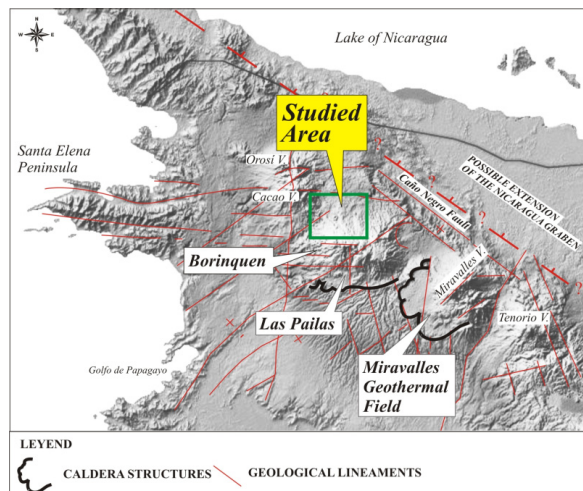 N
W
E
S
Lake of Nicaragua
Studied
Area
Santa Elena
Peninsula
Orosí V.
Cacao V.
?
POSSIBLE EXTENSION
OF THE NICARAGUA GRABEN
Caño Negro Fault
?
?
?
Borinquen
Miravalles V.
Las Pailas
Tenorio V.
Golfo de Papagayo
Miravalles
Geothermal
Field
LEYEND
CALDERA STRUCTURES
GEOLOGICAL LINEAMENTS